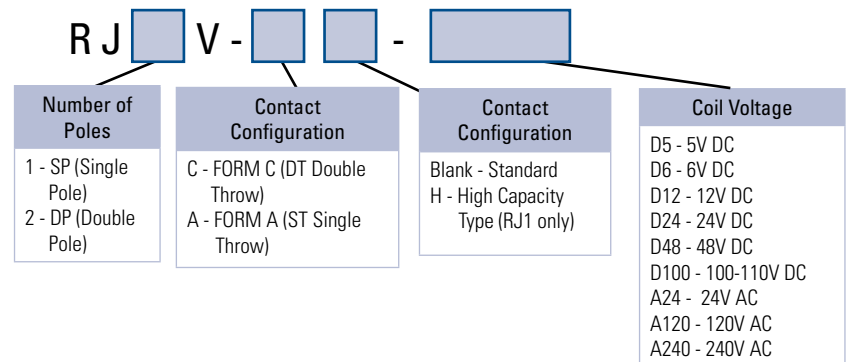 RJ V - -
Number of
Poles
1 - SP (Single
Pole)
2 - DP (Double
Pole)
Contact
Configuration
C - FORM C (DT Double
Throw)
A - FORM A (ST Single
Throw)
Contact
Configuration
Blank - Standard
H - High Capacity
Type (RJ1 only)
Coil Voltage
D5 - 5V DC
D6 - 6V DC
D12 - 12V DC
D24 - 24V DC
D48 - 48V DC
D100 - 100-110V DC
A24 - 24V AC
A120 - 120V AC
A240 - 240V AC